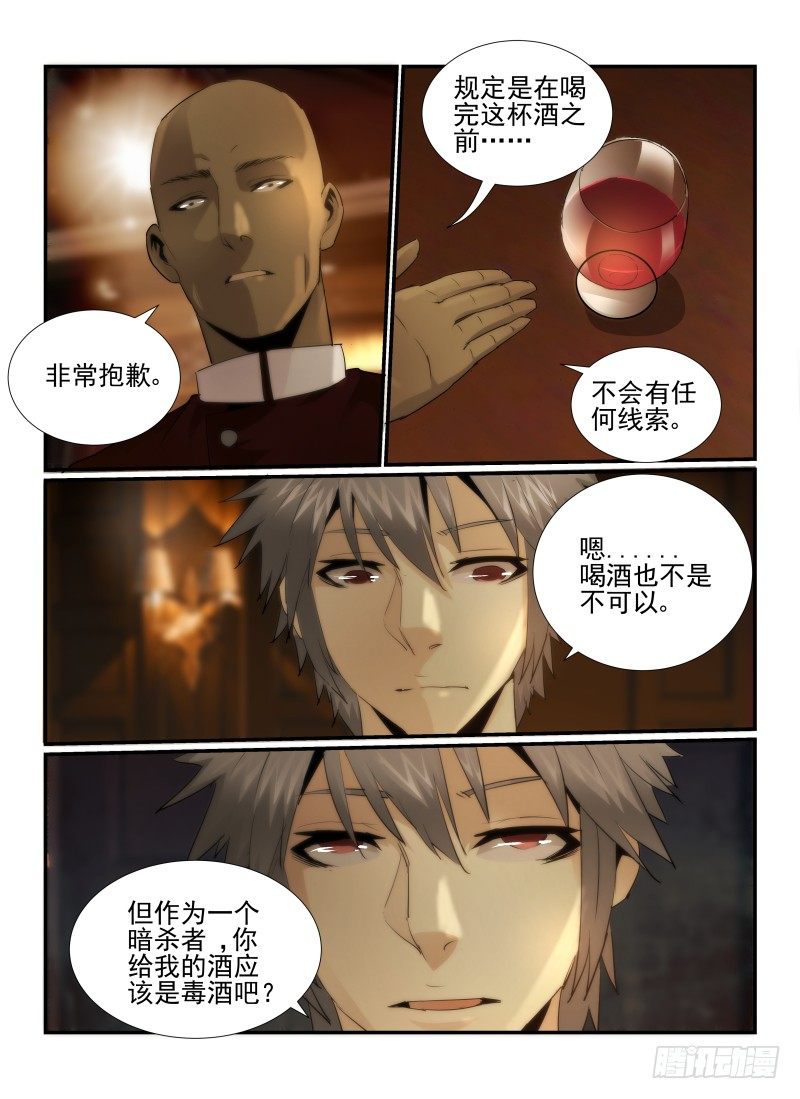 非常抱歉。
规定是在喝
完这杯酒之
前······
不会有任
何线索。
嗯......
喝酒也不是
不可以。
但作为一个
暗杀者,你
给我的酒应
该是毒酒吧?
腾讯动漫